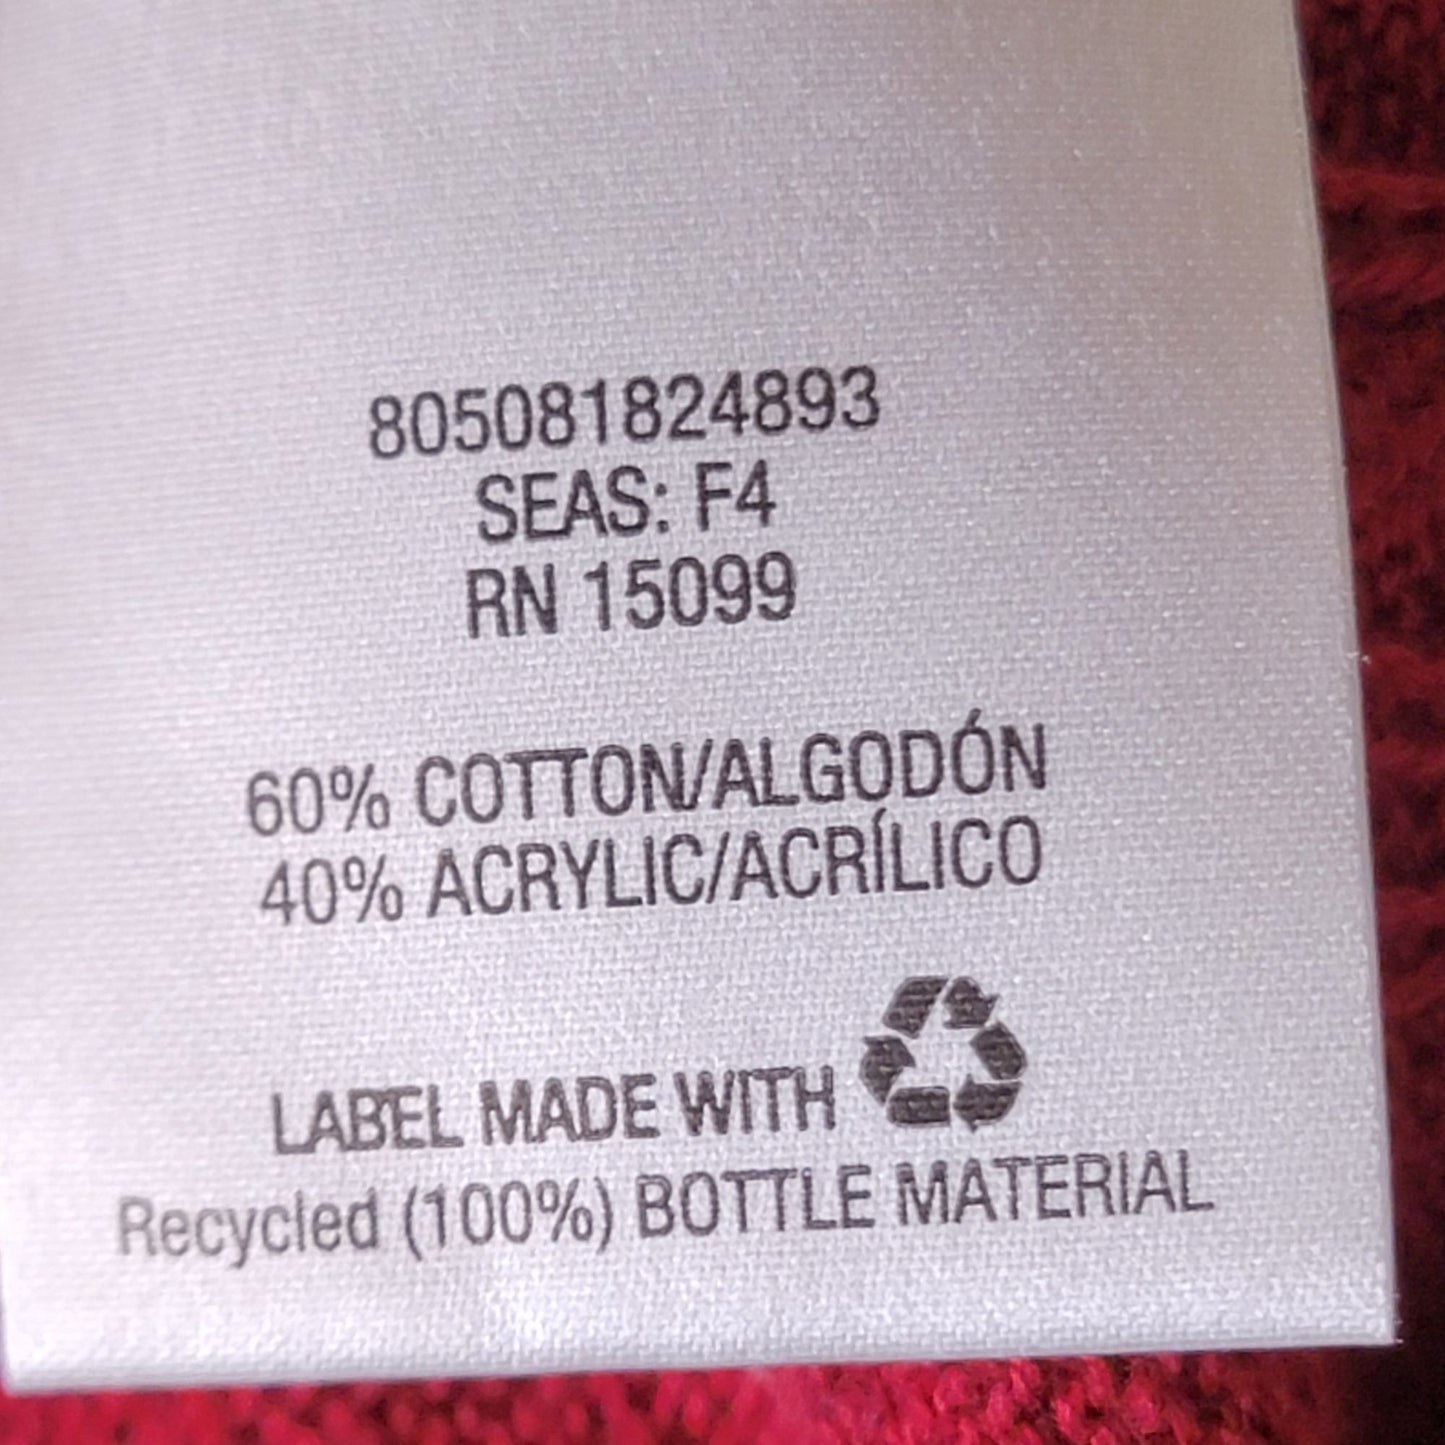 805081824893
SEAS: F4
RN 15099
60% COTTON/ALGODÓN
40% ACRYLIC/ACRÍLICO
LABEL MADE WITH
Recycled (100%) BOTTLE MATERIAL